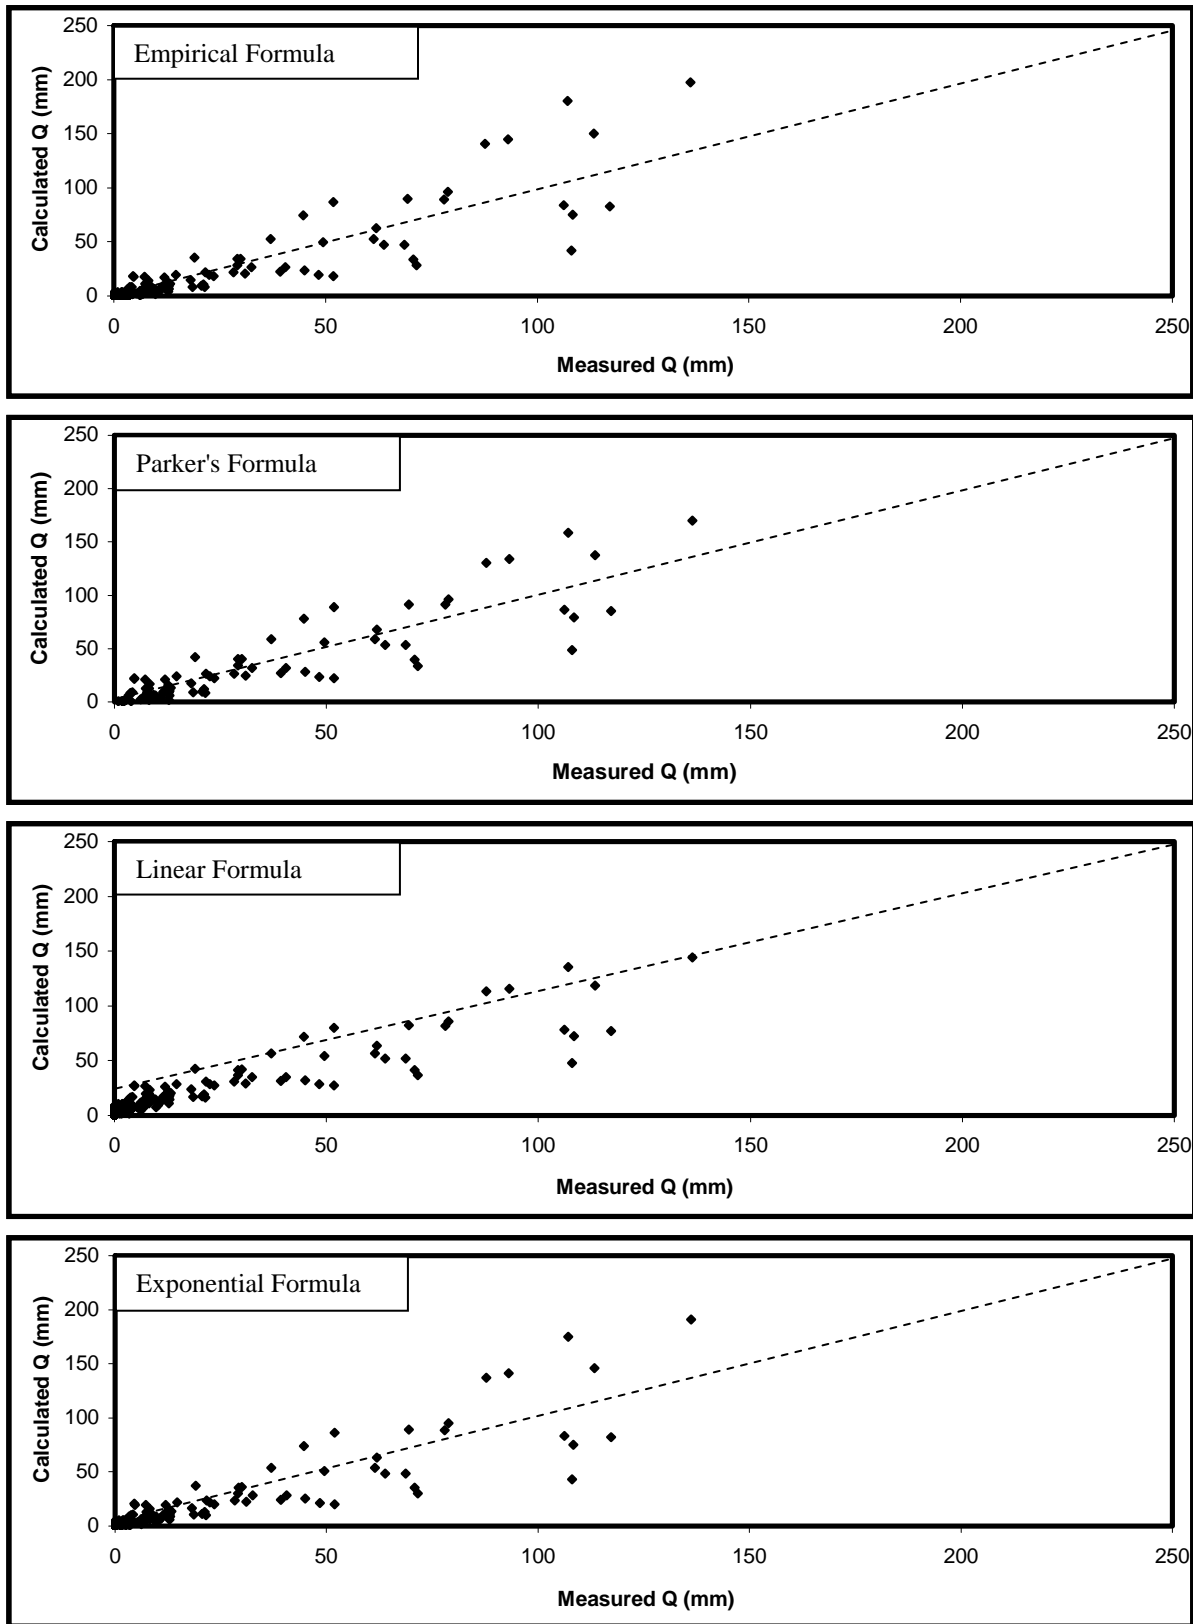 Empirical Formula
Calculated Q (mm)
250
200
150
100
50
0
0 50 100 150 200 250
Measured Q (mm)
Parker's Formula
Calculated Q (mm)
250
200
150
100
50
0
0 50 100 150 200 250
Measured Q (mm)
Linear Formula
Calculated Q (mm)
250
200
150
100
50
0
0 50 100 150 200 250
Measured Q (mm)
Exponential Formula
Calculated Q (mm)
250
200
150
100
50
0
0 50 100 150 200 250
Measured Q (mm)